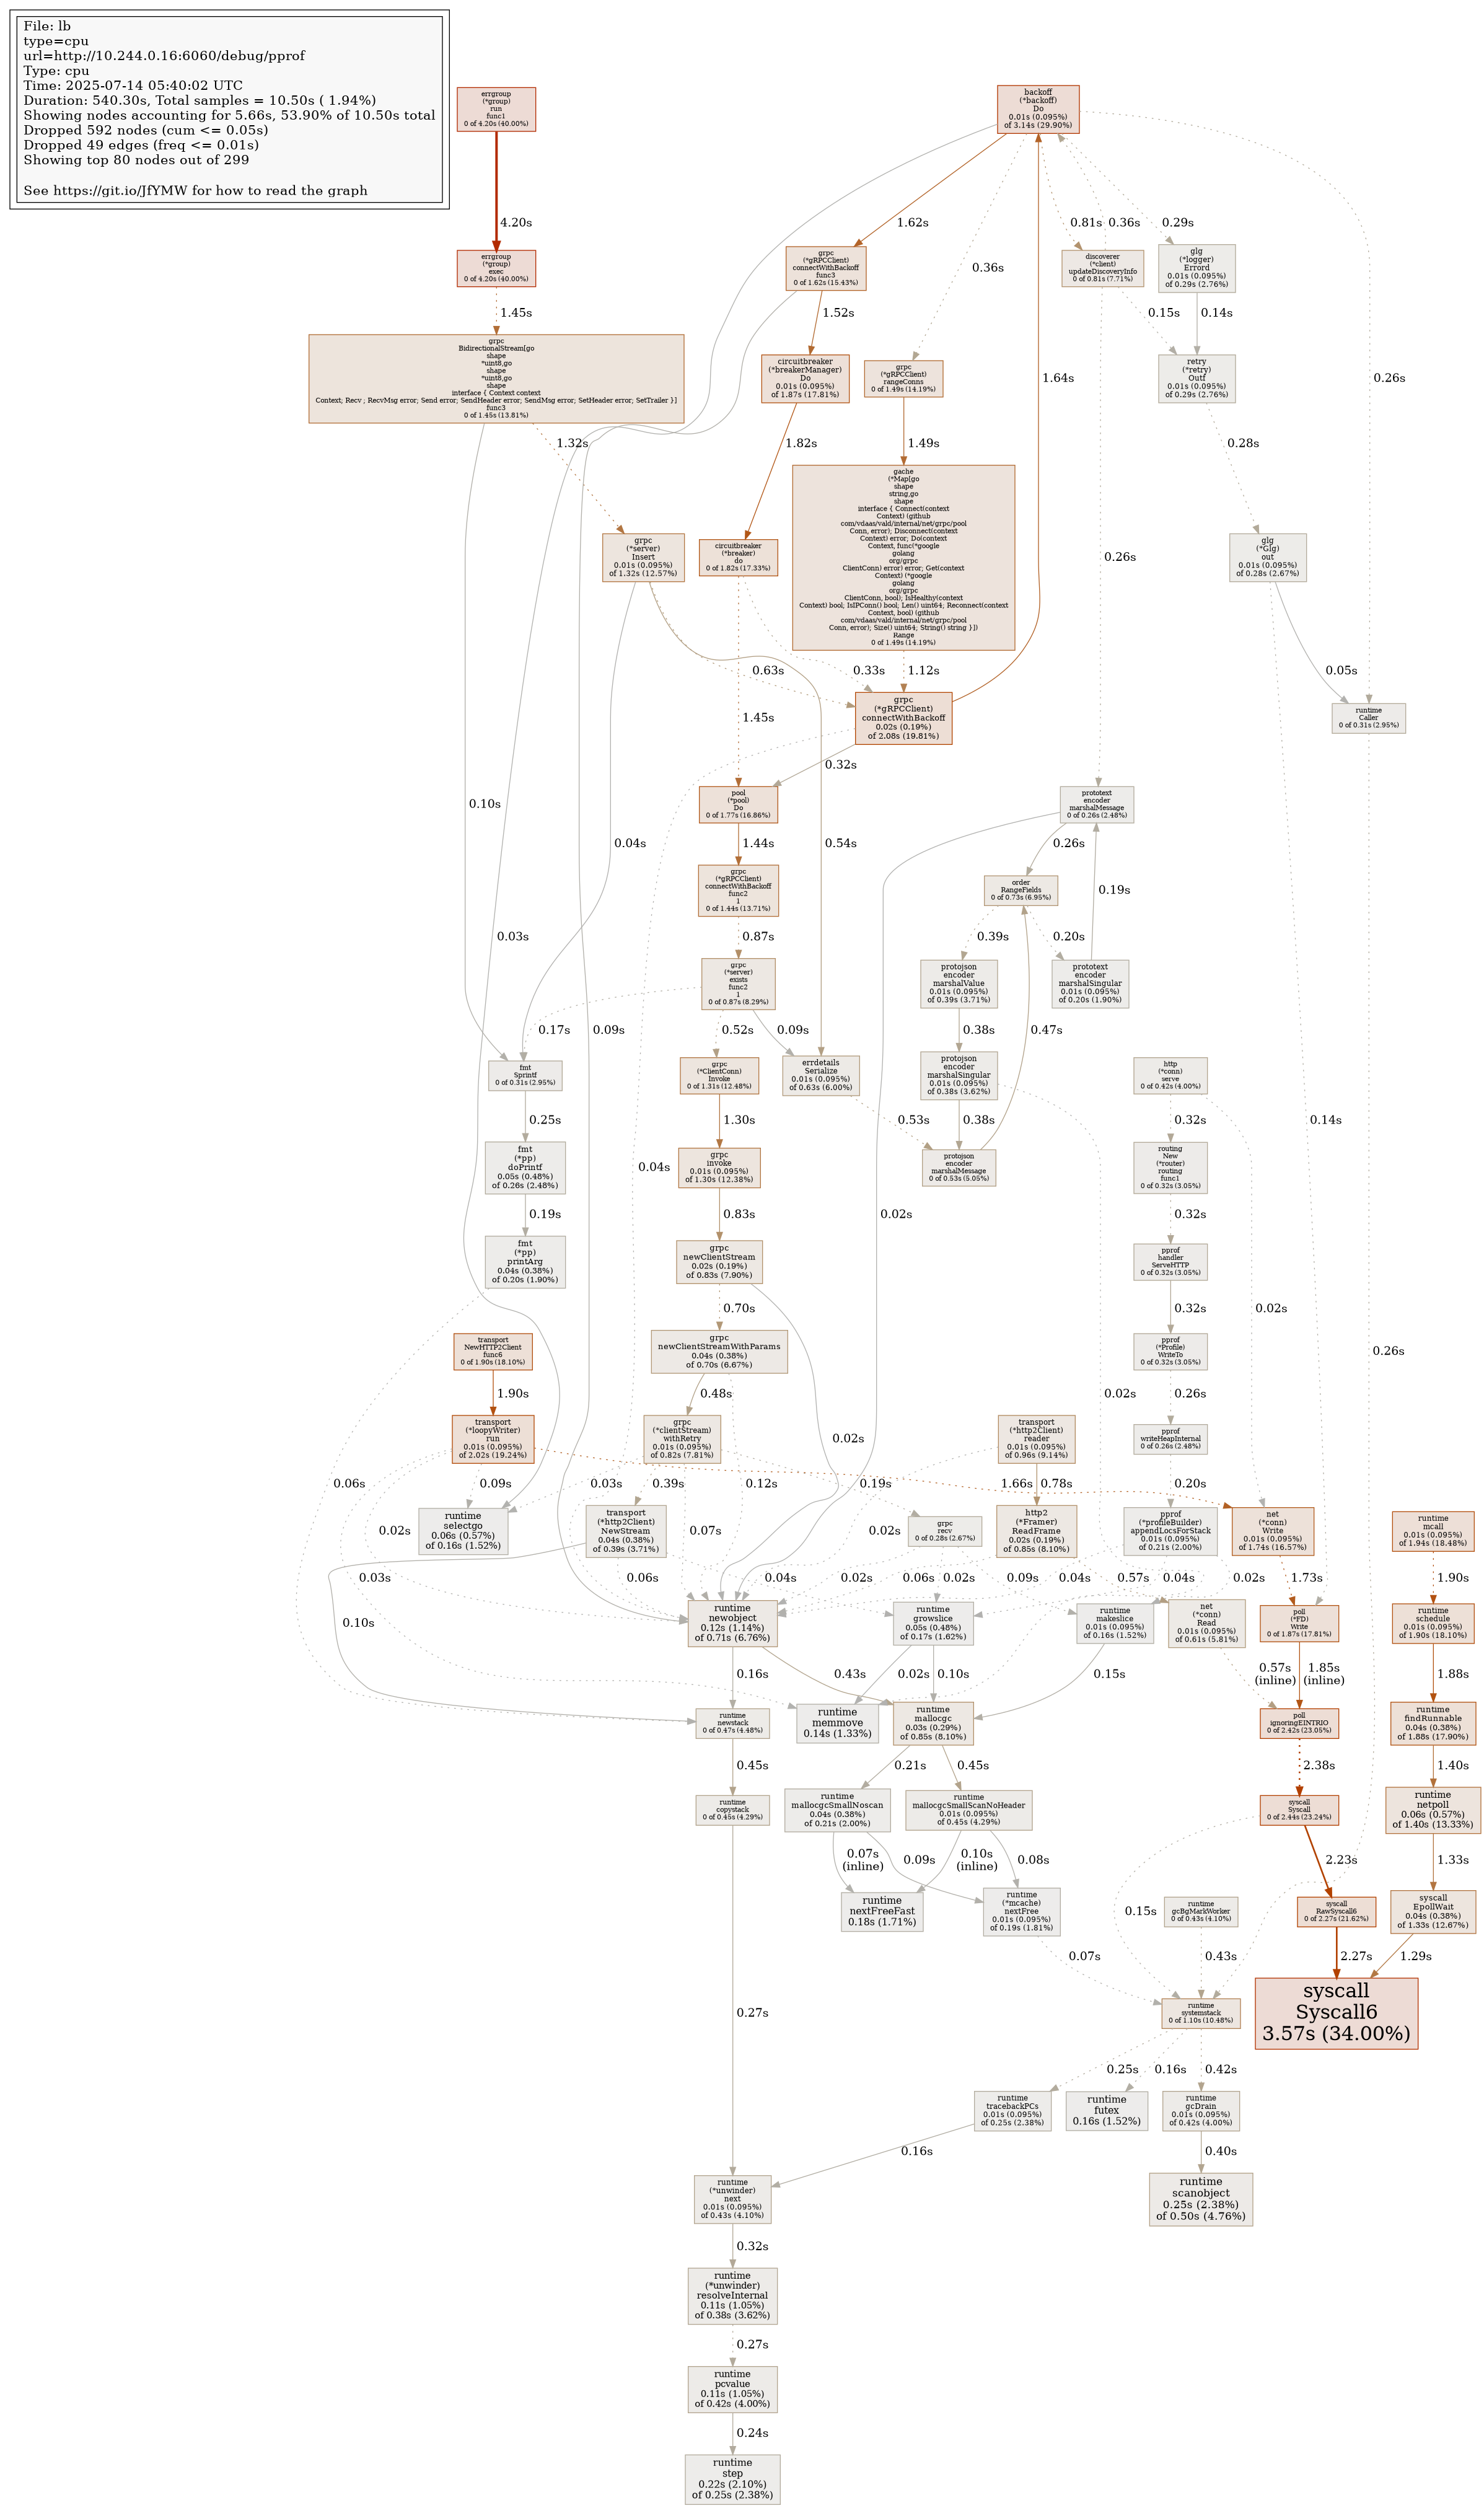 File: lb
type=cpu
url=http://10.244.0.16:6060/debug/pprof
Type: cpu
Time: 2025-07-14 05:40:02 UTC
Duration: 540.30s, Total samples = 10.50s ( 1.94%)
Showing nodes accounting for 5.66s, 53.90% of 10.50s total
Dropped 592 nodes (cum <= 0.05s)
Dropped 49 edges (freq <= 0.01s)
Showing top 80 nodes out of 299
See https://git.io/JfYMW for how to read the graph
errgroup
(*group)
run
func1
0 of 4.20s (40.00%)
backoff
(*backoff)
Do
0.01s (0.095%)
of 3.14s (29.90%)
4.20s
1.62s
0.81s
0.36s
0.29s
errgroup
(*group)
exec
0 of 4.20s (40.00%)
grpc
(*gRPCClient)
connectWithBackoff
func3
0 of 1.62s (15.43%)
0.36s
discoverer
(*client)
updateDiscoveryInfo
0 of 0.81s (7.71%)
glg
(*logger)
Errord
0.01s (0.095%)
of 0.29s (2.76%)
1.45s
1.52s
0.15s
0.14s
grpc
BidirectionalStream[go
shape
*uint8,go
shape
*uint8,go
shape
interface { Context context
Context; Recv ; RecvMsg error; Send error; SendHeader error; SendMsg error; SetHeader error; SetTrailer }]
func3
0 of 1.45s (13.81%)
circuitbreaker
(*breakerManager)
Do
0.01s (0.095%)
of 1.87s (17.81%)
grpc
(*gRPCClient)
rangeConns
0 of 1.49s (14.19%)
1.64s
retry
(*retry)
Outf
0.01s (0.095%)
of 0.29s (2.76%)
0.26s
1.32s
1.82s
1.49s
0.28s
gache
(*Map[go
shape
string,go
shape
interface { Connect(context
Context) (github
com/vdaas/vald/internal/net/grpc/pool
Conn, error); Disconnect(context
Context) error; Do(context
Context, func(*google
golang
org/grpc
ClientConn) error) error; Get(context
Context) (*google
golang
org/grpc
ClientConn, bool); IsHealthy(context
Context) bool; IsIPConn() bool; Len() uint64; Reconnect(context
Context, bool) (github
com/vdaas/vald/internal/net/grpc/pool
Conn, error); Size() uint64; String() string }])
Range
0 of 1.49s (14.19%)
grpc
(*server)
Insert
0.01s (0.095%)
of 1.32s (12.57%)
circuitbreaker
(*breaker)
do
0 of 1.82s (17.33%)
0.26s
glg
(*Glg)
out
0.01s (0.095%)
of 0.28s (2.67%)
0.63s
0.33s
1.12s
0.05s
grpc
(*gRPCClient)
connectWithBackoff
0.02s (0.19%)
of 2.08s (19.81%)
runtime
Caller
0 of 0.31s (2.95%)
1.45s
0.32s
0.10s
0.04s
pool
(*pool)
Do
0 of 1.77s (16.86%)
prototext
encoder
marshalMessage
0 of 0.26s (2.48%)
1.44s
0.54s
0.26s
grpc
(*gRPCClient)
connectWithBackoff
func2
1
0 of 1.44s (13.71%)
order
RangeFields
0 of 0.73s (6.95%)
0.19s
0.03s
0.87s
0.39s
0.20s
grpc
(*server)
exists
func2
1
0 of 0.87s (8.29%)
protojson
encoder
marshalValue
0.01s (0.095%)
of 0.39s (3.71%)
prototext
encoder
marshalSingular
0.01s (0.095%)
of 0.20s (1.90%)
0.17s
0.09s
0.52s
0.09s
0.38s
0.47s
fmt
Sprintf
0 of 0.31s (2.95%)
grpc
(*ClientConn)
Invoke
0 of 1.31s (12.48%)
errdetails
Serialize
0.01s (0.095%)
of 0.63s (6.00%)
protojson
encoder
marshalSingular
0.01s (0.095%)
of 0.38s (3.62%)
http
(*conn)
serve
0 of 0.42s (4.00%)
0.25s
1.30s
0.53s
0.38s
0.32s
0.14s
fmt
(*pp)
doPrintf
0.05s (0.48%)
of 0.26s (2.48%)
0.04s
grpc
invoke
0.01s (0.095%)
of 1.30s (12.38%)
protojson
encoder
marshalMessage
0 of 0.53s (5.05%)
routing
New
(*router)
routing
func1
0 of 0.32s (3.05%)
0.19s
0.83s
0.02s
0.32s
fmt
(*pp)
printArg
0.04s (0.38%)
of 0.20s (1.90%)
grpc
newClientStream
0.02s (0.19%)
of 0.83s (7.90%)
pprof
handler
ServeHTTP
0 of 0.32s (3.05%)
0.70s
0.32s
0.02s
transport
NewHTTP2Client
func6
0 of 1.90s (18.10%)
grpc
newClientStreamWithParams
0.04s (0.38%)
of 0.70s (6.67%)
pprof
(*Profile)
WriteTo
0 of 0.32s (3.05%)
0.26s
1.90s
0.48s
0.02s
0.26s
transport
(*loopyWriter)
run
0.01s (0.095%)
of 2.02s (19.24%)
grpc
(*clientStream)
withRetry
0.01s (0.095%)
of 0.82s (7.81%)
0.02s
transport
(*http2Client)
reader
0.01s (0.095%)
of 0.96s (9.14%)
pprof
writeHeapInternal
0 of 0.26s (2.48%)
0.06s
0.09s
0.03s
0.39s
0.12s
0.19s
1.66s
0.78s
0.20s
runtime
selectgo
0.06s (0.57%)
of 0.16s (1.52%)
transport
(*http2Client)
NewStream
0.04s (0.38%)
of 0.39s (3.71%)
0.02s
0.07s
0.02s
grpc
recv
0 of 0.28s (2.67%)
http2
(*Framer)
ReadFrame
0.02s (0.19%)
of 0.85s (8.10%)
pprof
(*profileBuilder)
appendLocsForStack
0.01s (0.095%)
of 0.21s (2.00%)
net
(*conn)
Write
0.01s (0.095%)
of 1.74s (16.57%)
runtime
mcall
0.01s (0.095%)
of 1.94s (18.48%)
0.03s
0.06s
0.04s
0.02s
0.06s
0.02s
0.09s
0.04s
0.57s
0.04s
0.02s
1.73s
1.90s
0.10s
runtime
newobject
0.12s (1.14%)
of 0.71s (6.76%)
runtime
growslice
0.05s (0.48%)
of 0.17s (1.62%)
runtime
makeslice
0.01s (0.095%)
of 0.16s (1.52%)
net
(*conn)
Read
0.01s (0.095%)
of 0.61s (5.81%)
poll
(*FD)
Write
0 of 1.87s (17.81%)
runtime
schedule
0.01s (0.095%)
of 1.90s (18.10%)
0.16s
0.43s
0.02s
0.10s
0.15s
0.57s
(inline)
1.85s
(inline)
1.88s
runtime
newstack
0 of 0.47s (4.48%)
runtime
memmove
0.14s (1.33%)
runtime
mallocgc
0.03s (0.29%)
of 0.85s (8.10%)
poll
ignoringEINTRIO
0 of 2.42s (23.05%)
runtime
findRunnable
0.04s (0.38%)
of 1.88s (17.90%)
0.45s
0.21s
0.45s
2.38s
1.40s
runtime
copystack
0 of 0.45s (4.29%)
runtime
mallocgcSmallNoscan
0.04s (0.38%)
of 0.21s (2.00%)
runtime
mallocgcSmallScanNoHeader
0.01s (0.095%)
of 0.45s (4.29%)
syscall
Syscall
0 of 2.44s (23.24%)
runtime
netpoll
0.06s (0.57%)
of 1.40s (13.33%)
0.07s
(inline)
0.09s
0.10s
(inline)
0.08s
2.23s
1.33s
runtime
nextFreeFast
0.18s (1.71%)
runtime
(*mcache)
nextFree
0.01s (0.095%)
of 0.19s (1.81%)
0.15s
runtime
gcBgMarkWorker
0 of 0.43s (4.10%)
syscall
RawSyscall6
0 of 2.27s (21.62%)
syscall
EpollWait
0.04s (0.38%)
of 1.33s (12.67%)
0.07s
0.43s
2.27s
1.29s
0.27s
runtime
systemstack
0 of 1.10s (10.48%)
syscall
Syscall6
3.57s (34.00%)
0.25s
0.16s
0.42s
runtime
tracebackPCs
0.01s (0.095%)
of 0.25s (2.38%)
runtime
futex
0.16s (1.52%)
runtime
gcDrain
0.01s (0.095%)
of 0.42s (4.00%)
0.16s
0.40s
runtime
(*unwinder)
next
0.01s (0.095%)
of 0.43s (4.10%)
runtime
scanobject
0.25s (2.38%)
of 0.50s (4.76%)
0.32s
runtime
(*unwinder)
resolveInternal
0.11s (1.05%)
of 0.38s (3.62%)
0.27s
runtime
pcvalue
0.11s (1.05%)
of 0.42s (4.00%)
0.24s
runtime
step
0.22s (2.10%)
of 0.25s (2.38%)